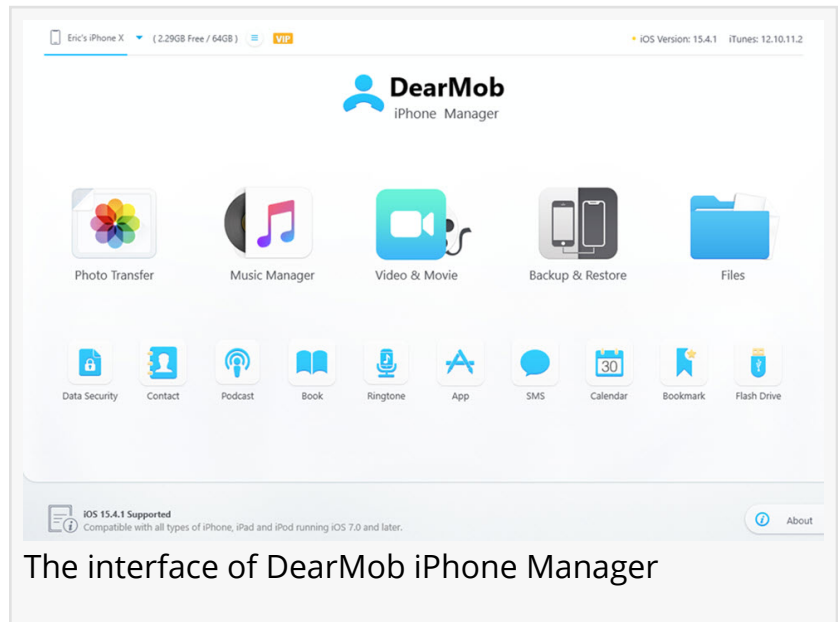 Eric's iPhone X ( 2.29GB Free / 64GB ) VIP iOS Version: 15.4.1 iTunes: 12.10.11.2
DearMob
iPhone Manager
Photo Transfer Music Manager Video & Movie Backup & Restore Files
30
Data Security Contact Podcast Book Ringtone App SMS Calendar Bookmark Flash Drive
iOS 15.4.1 Supported
Compatible with all types of iPhone, iPad and iPod running iOS 7.0 and later.
About
The interface of DearMob iPhone Manager